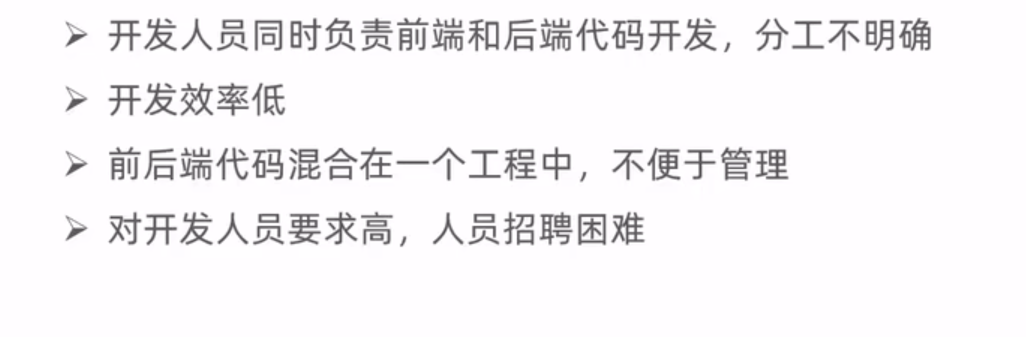 ➢ 开发人员同时负责前端和后端代码开发，分工不明确
➢ 开发效率低
➢ 前后端代码混合在一个工程中，不便于管理
➢ 对开发人员要求高，人员招聘困难